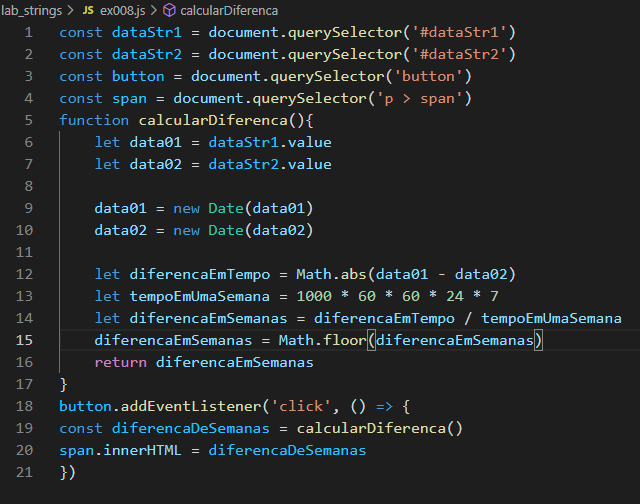 lab_strings > JS ex008.js > calcularDiferenca
1 const dataStr1 = document.querySelector('#dataStr1')
2 const dataStr2 = document.querySelector('#dataStr2')
3 const button = document.querySelector('button')
4 const span = document.querySelector('p > span')
5 function calcularDiferenca(){
6     let data01 = dataStr1.value
7     let data02 = dataStr2.value
8
9     data01 = new Date(data01)
10     data02 = new Date(data02)
11
12     let diferencaEmTempo = Math.abs(data01 - data02)
13     let tempoEmUmaSemana = 1000 * 60 * 60 * 24 * 7
14     let diferencaEmSemanas = diferencaEmTempo / tempoEmUmaSemana
15     diferencaEmSemanas = Math.floor(diferencaEmSemanas)
16     return diferencaEmSemanas
17 }
18 button.addEventListener('click', () => {
19 const diferencaDeSemanas = calcularDiferenca()
20 span.innerHTML = diferencaDeSemanas
21 })